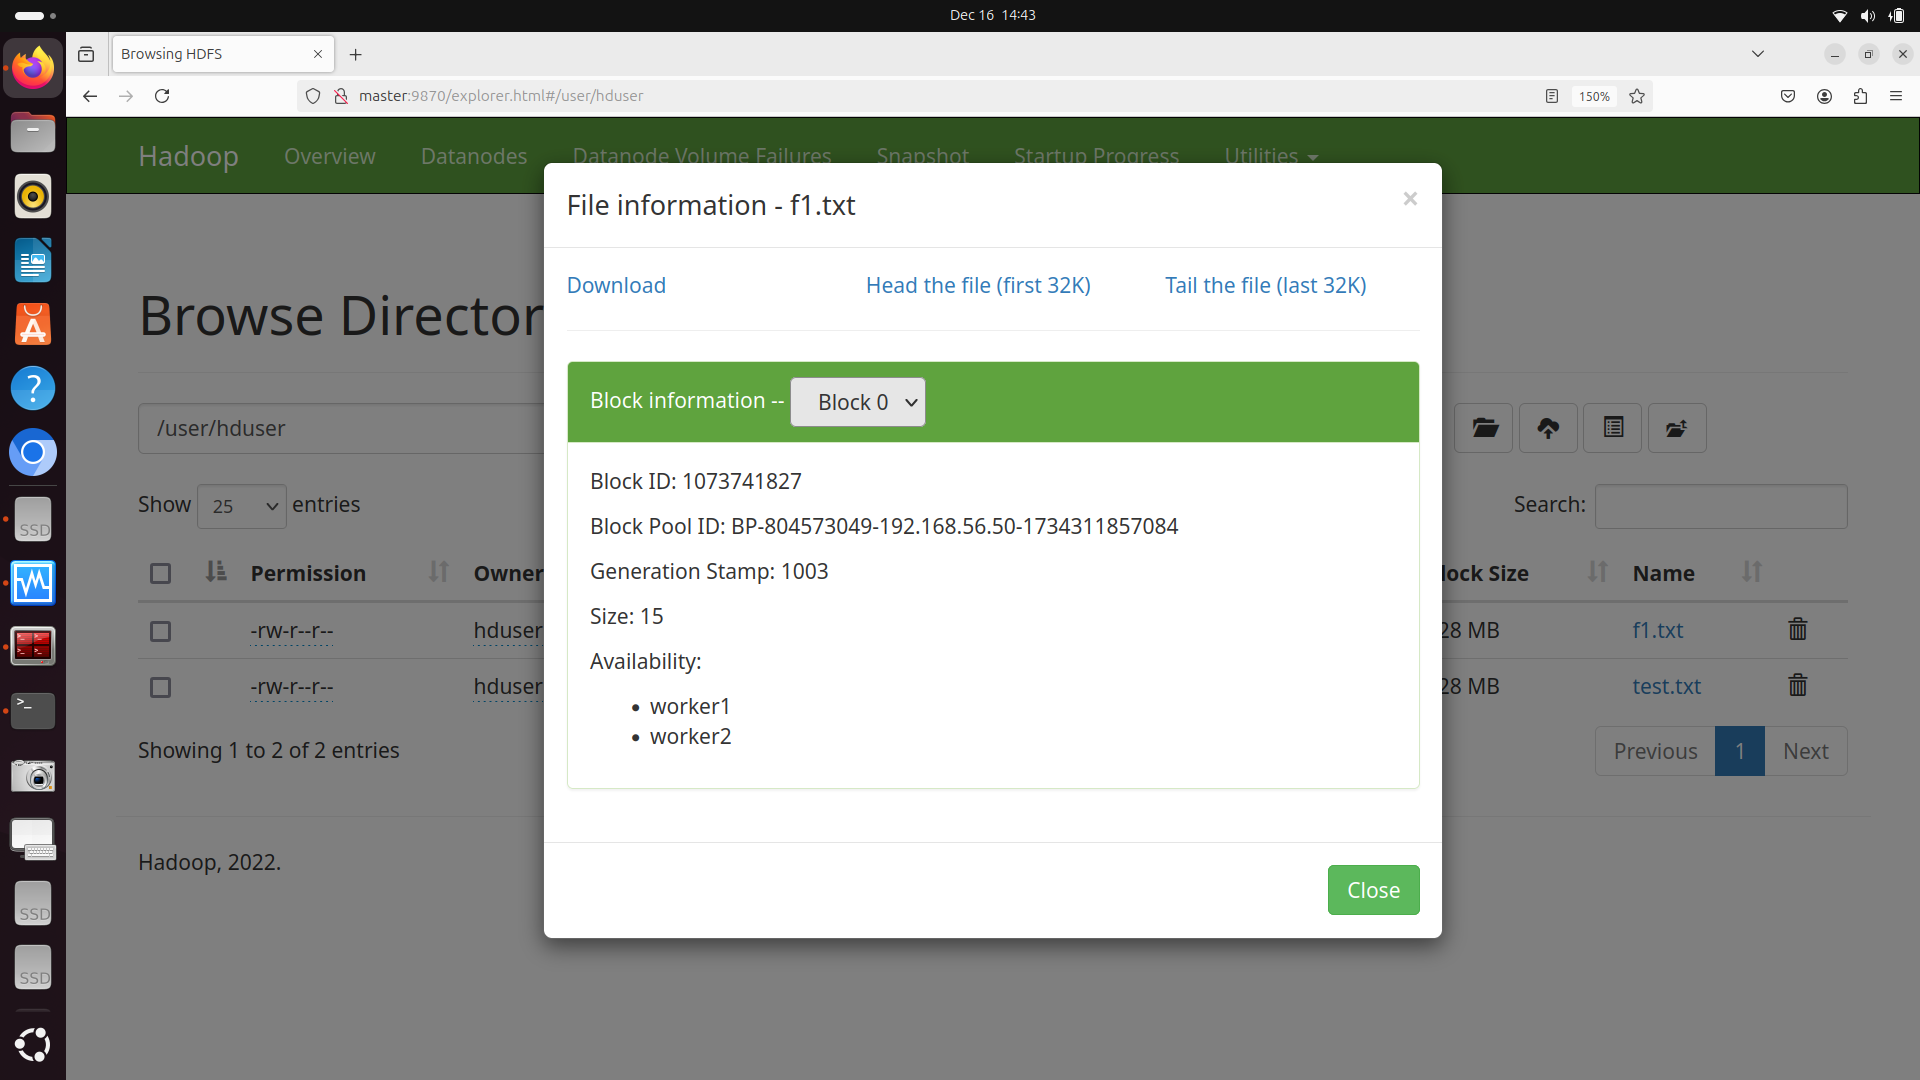 Dec 16 14:43
Browsing HDFS
master:9870/explorer.html#/user/hduser
150%
Hadoop Overview Datanodes Datanode Volume Failures Snapshot Startup Progress Utilities
File information - f1.txt
×
Download Head the file (first 32K) Tail the file (last 32K)
Browse Director
Block information -- Block 0
/user/hduser
Block ID: 1073741827
Show 25 entries
Search:
Block Pool ID: BP-804573049-192.168.56.50-1734311857084
Generation Stamp: 1003
Permission Owner lock Size Name
Size: 15
-rw-r--r-- hduser 28 MB f1.txt
Availability:
-rw-r--r-- hduser 28 MB test.txt
worker1
worker2
Showing 1 to 2 of 2 entries
Previous 1 Next
Hadoop, 2022.
Close
SSD
SSD
SSD